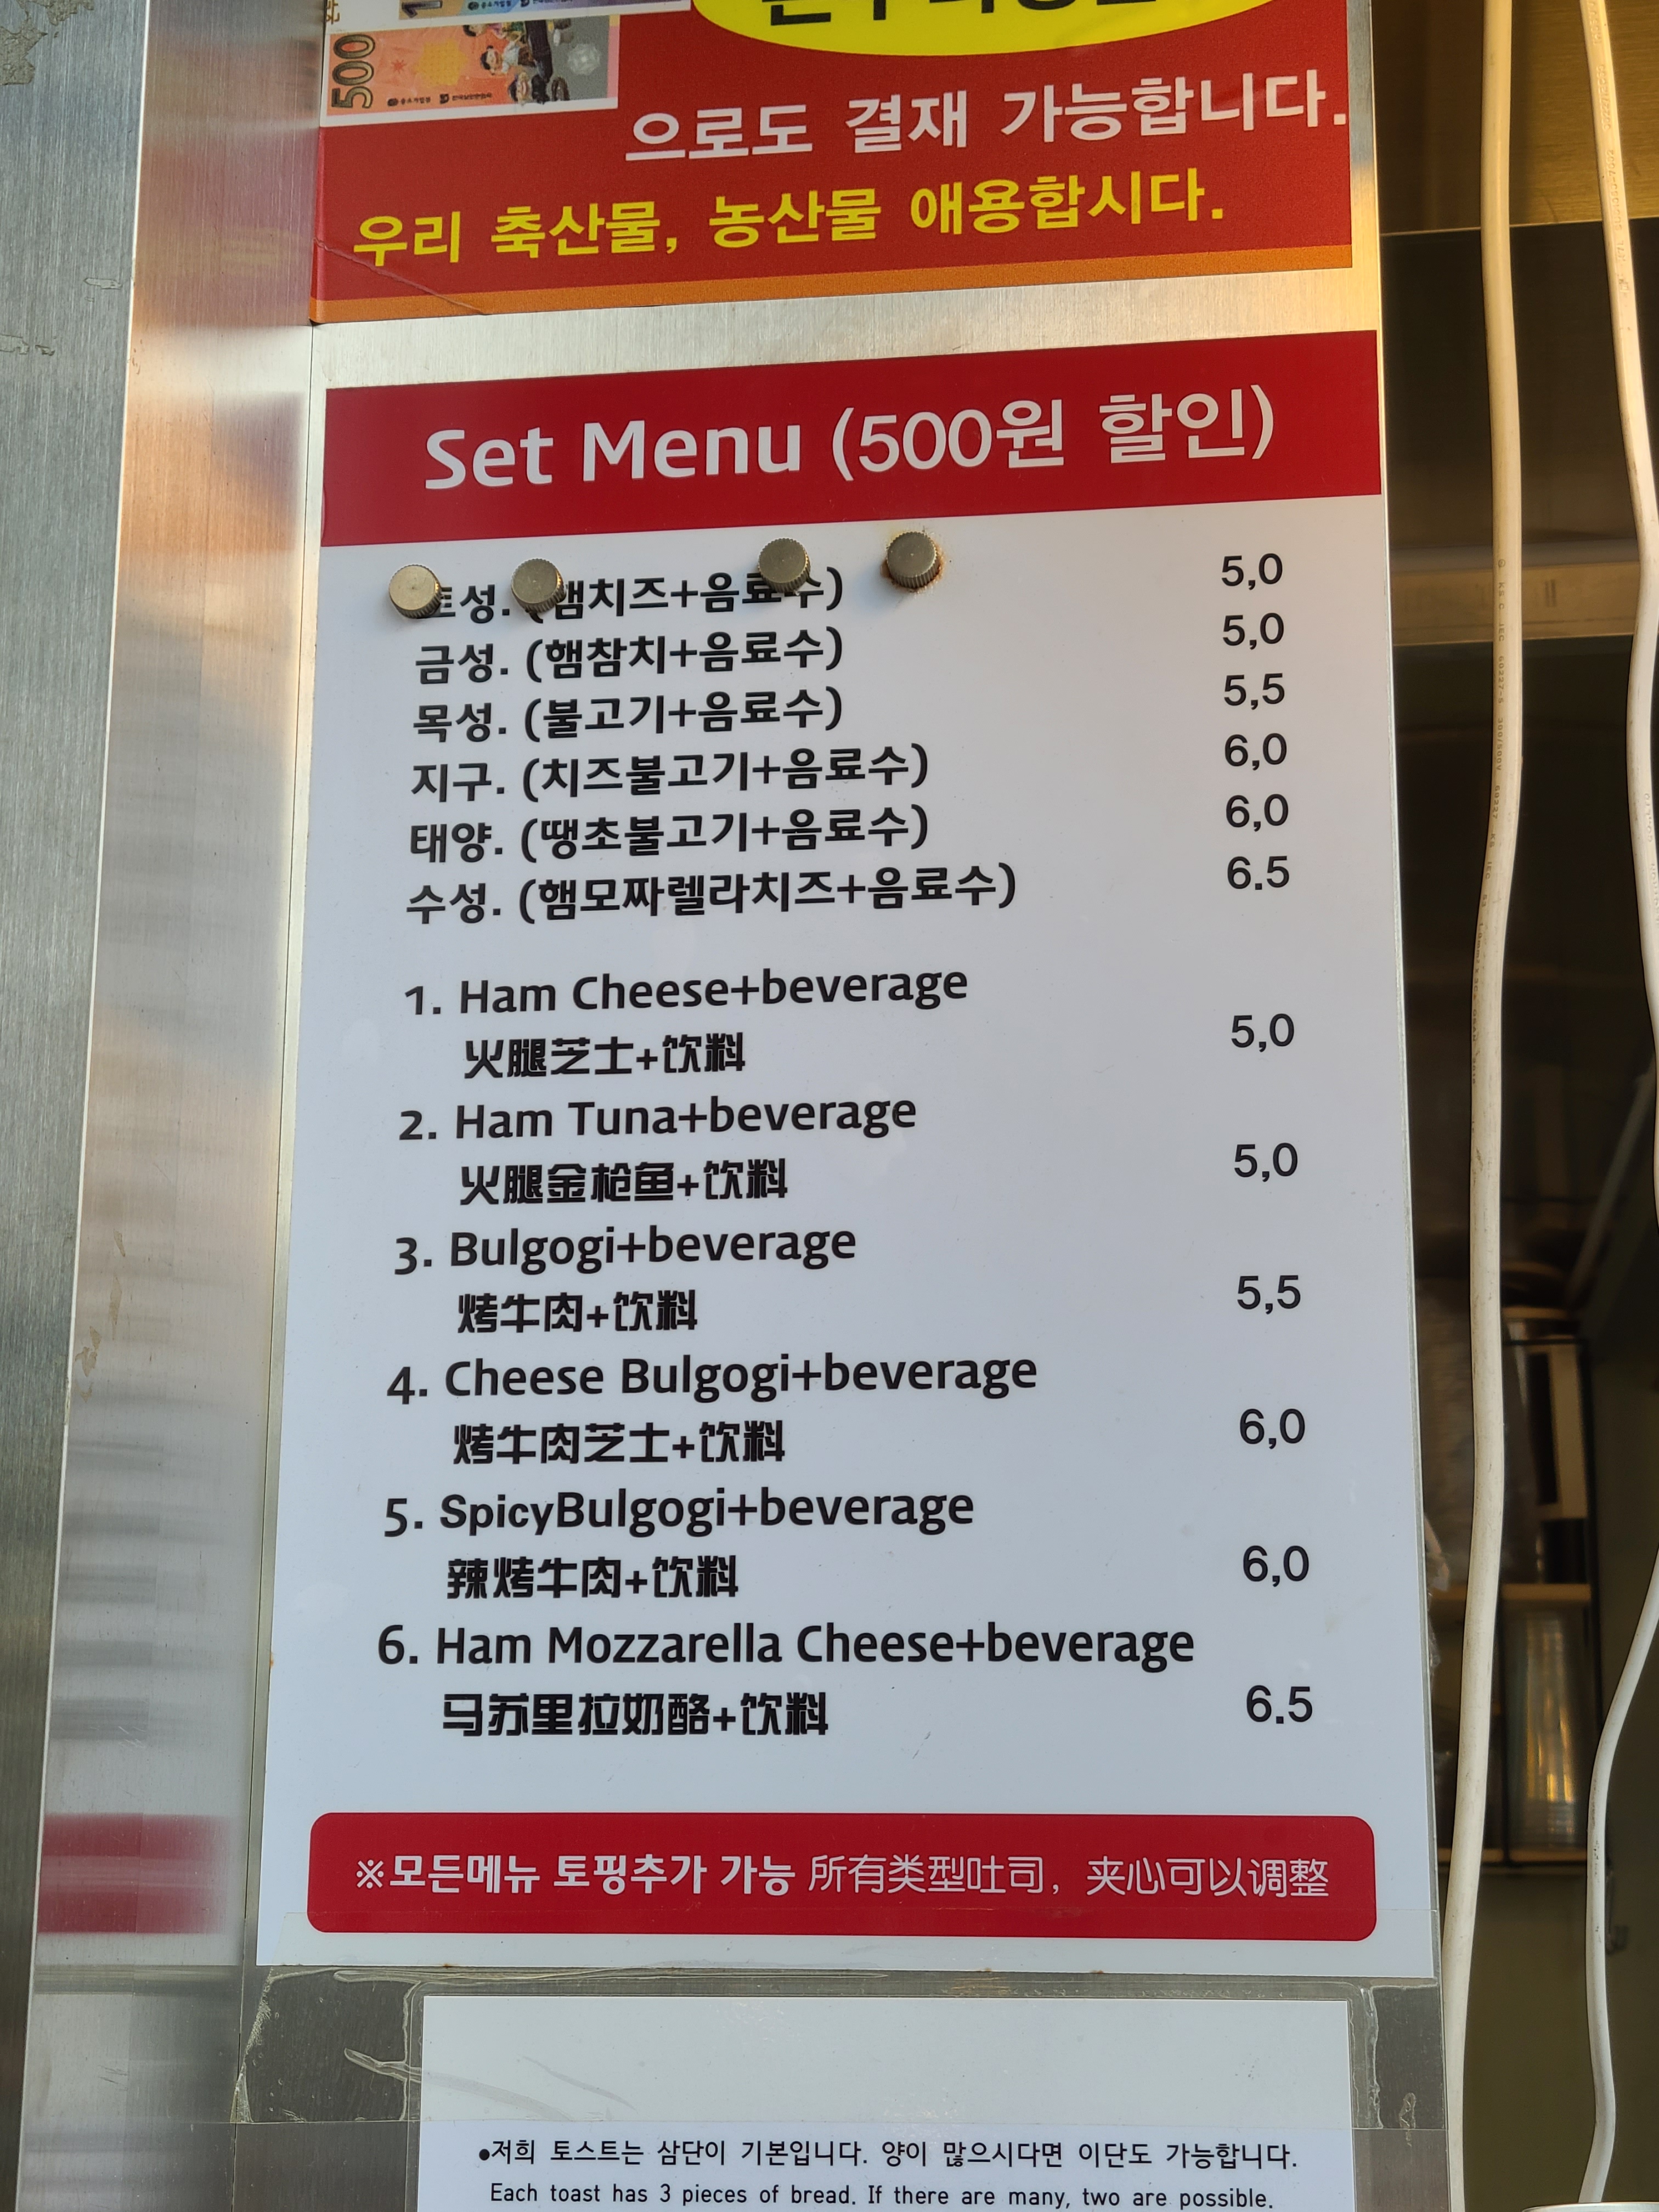 500
으로도 결재 가능합니다.
우리 축산물, 농산물 애용합시다.
Set Menu (500원 할인)
토성. (햄치즈+음료수) 5,0
금성. (햄참치+음료수) 5,0
목성. (불고기+음료수) 5,5
지구. (치즈불고기+음료수) 6,0
태양. (땡초불고기+음료수) 6,0
수성. (햄모짜렐라치즈+음료수) 6.5
1. Ham Cheese+beverage
火腿芝士+饮料 5,0
2. Ham Tuna+beverage
火腿金枪鱼+饮料 5,0
3. Bulgogi+beverage
烤牛肉+饮料 5,5
4. Cheese Bulgogi+beverage
烤牛肉芝士+饮料 6,0
5. SpicyBulgogi+beverage
辣烤牛肉+饮料 6,0
6. Ham Mozzarella Cheese+beverage
马苏里拉奶酪+饮料 6.5
※모든메뉴 토핑추가 가능 所有类型吐司，夹心可以调整
●저희 토스트는 삼단이 기본입니다. 양이 많으시다면 이단도 가능합니다.
Each toast has 3 pieces of bread. If there are many, two are possible.